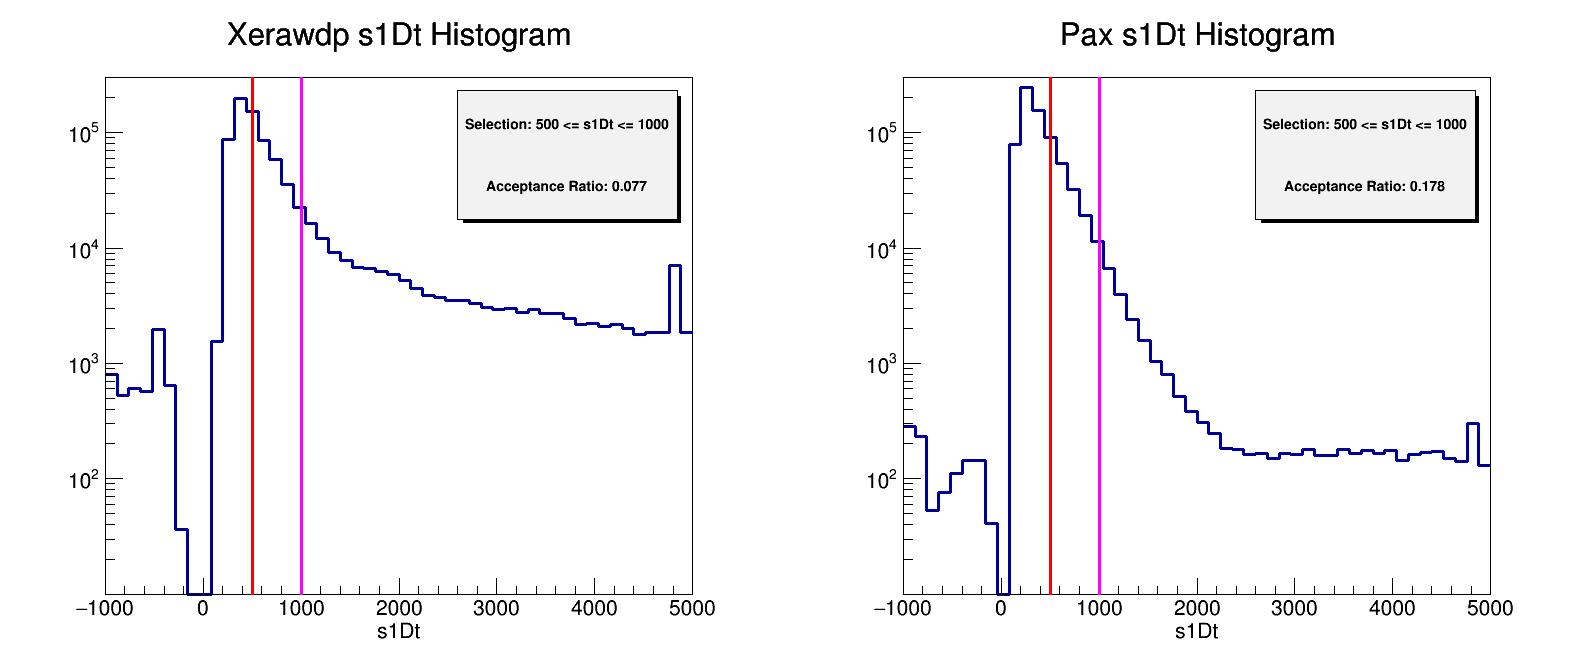 Xerawdp s1Dt Histogram
Selection: 500 <= s1Dt <= 1000
Acceptance Ratio: 0.077
10^5
10^4
10^3
10^2
−1000 0 1000 2000 3000 4000 5000
s1Dt
Pax s1Dt Histogram
Selection: 500 <= s1Dt <= 1000
Acceptance Ratio: 0.178
10^5
10^4
10^3
10^2
−1000 0 1000 2000 3000 4000 5000
s1Dt